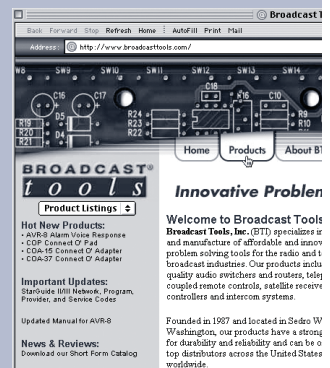 @ Broadcast T
Back Forward Stop Refresh Home AutoFill Print Mail
Address @ http://www.broadcasttools.com/
W8 SW9 SW10 SW11 SW12 SW13 SW14
C16 C17 C18 C10
R19 D5 R24 R9
R20 R23 R10
R21 D4 R22
Home Products About BT
BROADCAST®
tools
Product Listings
Innovative Problem
Hot New Products:
• AVR-8 Alarm Voice Response
• COP Connect O' Pad
• COA-15 Connect O' Adapter
• COA-37 Connect O' Adapter
Important Updates:
StarGuide II/III Network, Program,
Provider, and Service Codes
Updated Manual for AVR-8
News & Reviews:
Download our Short Form Catalog
Welcome to Broadcast Tools
Broadcast Tools, Inc. (BTI) specializes in
and manufacture of affordable and innov
problem solving tools for the radio and t
broadcast industries. Our products inclu
quality audio switchers and routers, telep
coupled remote controls, satellite receive
controllers and intercom systems.
Founded in 1987 and located in Sedro W
Washington, our products have a strong
for durability and reliability and can be o
top distributors across the United States
worldwide.